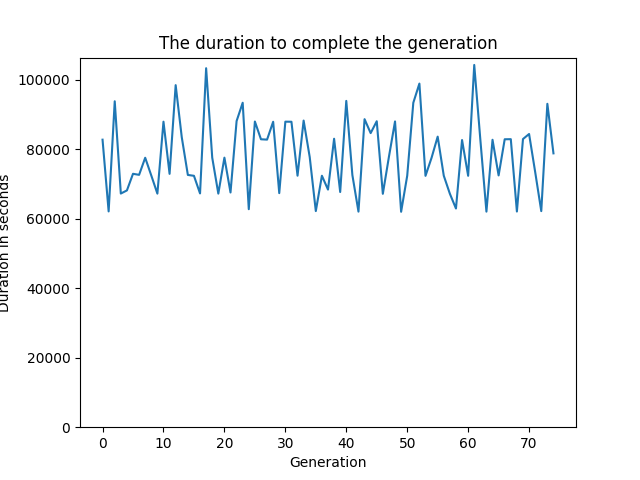 The duration to complete the generation
100000
80000
60000
40000
20000
0
Duration in seconds
0 10 20 30 40 50 60 70
Generation